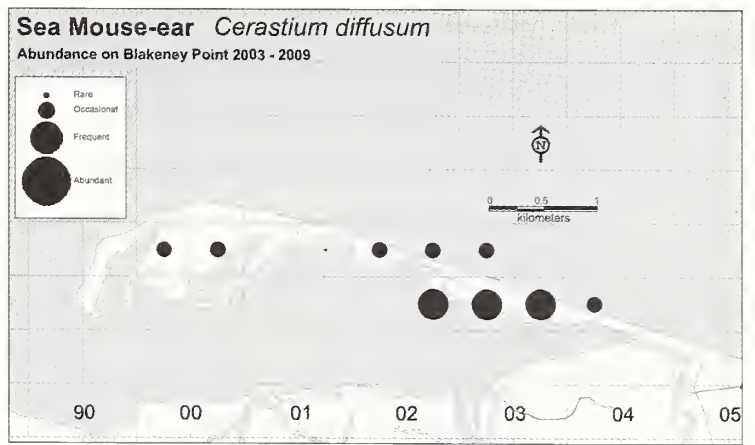 Sea Mouse-ear Cerastium diffusum
Abundance on Blakeney Point 2003 - 2009
Rare
Occasional
Frequent
Abundant
N
0 0.5 1
kilometers
90 00 01 02 03 04 05